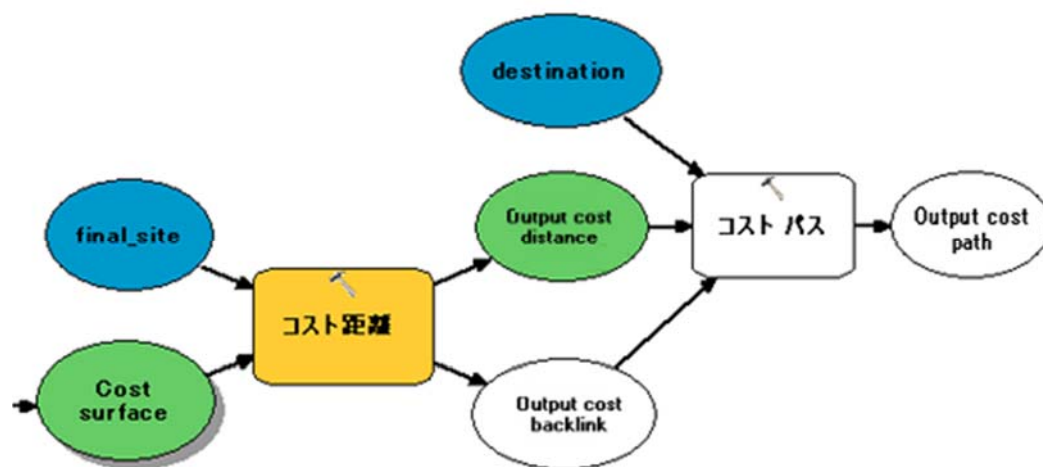 destination
final_site
Output cost
distance
コスト パス
Output cost
path
コスト距離
Cost
surface
Output cost
backlink